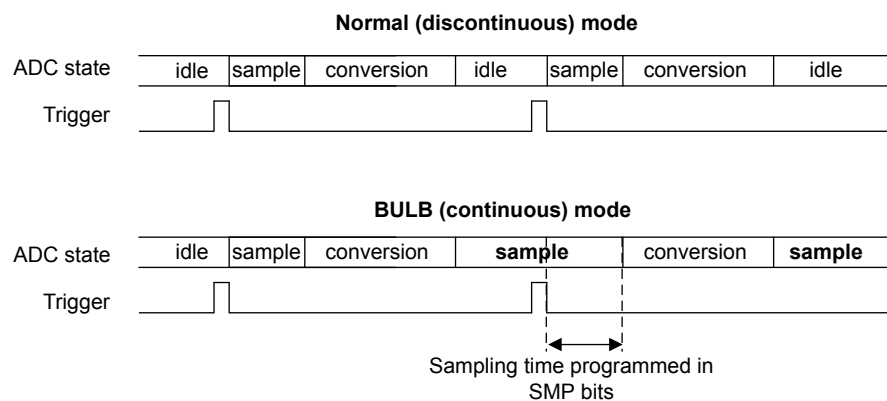 Normal (discontinuous) mode
ADC state idle sample conversion idle sample conversion idle
Trigger
BULB (continuous) mode
ADC state idle sample conversion sample conversion sample
Trigger
Sampling time programmed in
SMP bits